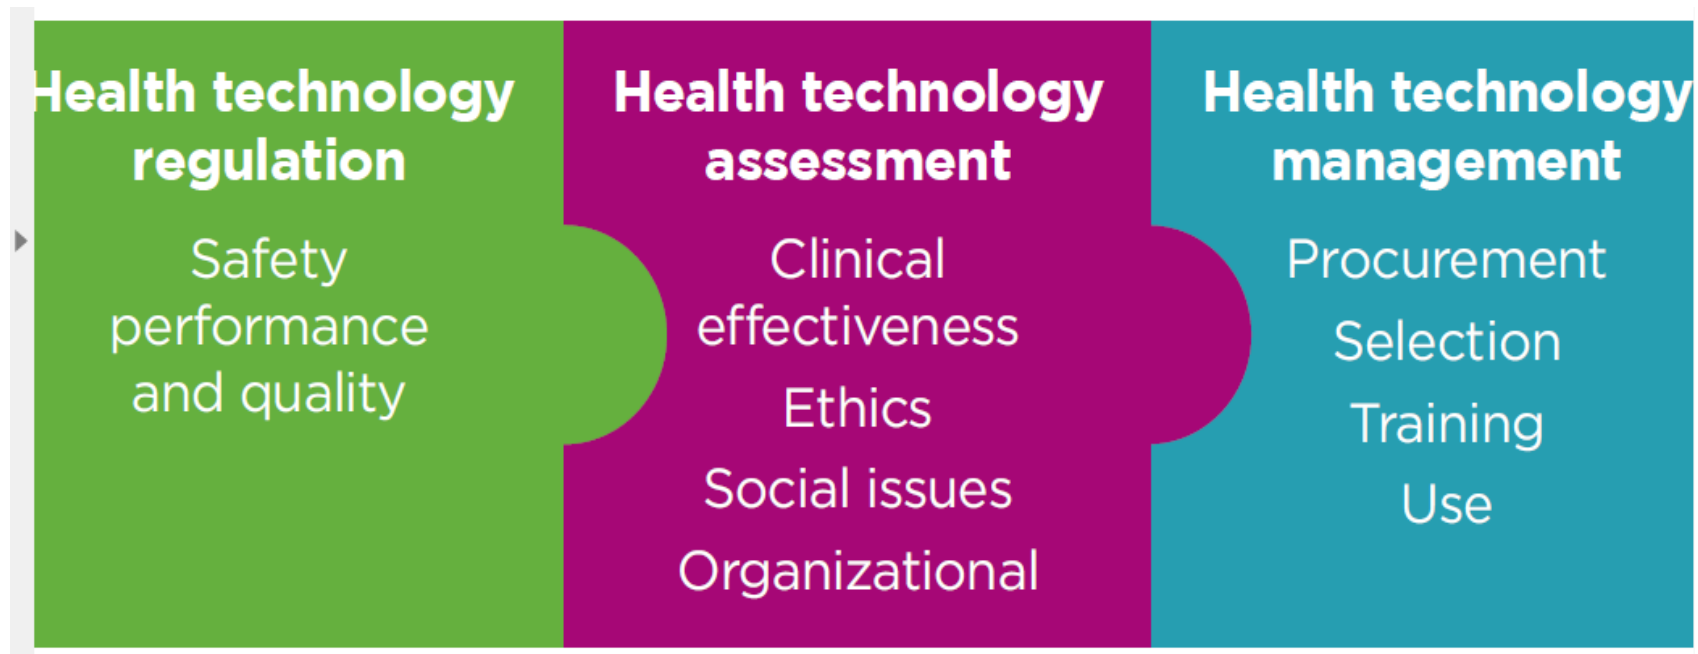 Health technology
regulation
Safety
performance
and quality
Health technology
assessment
Clinical
effectiveness
Ethics
Social issues
Organizational
Health technology
management
Procurement
Selection
Training
Use